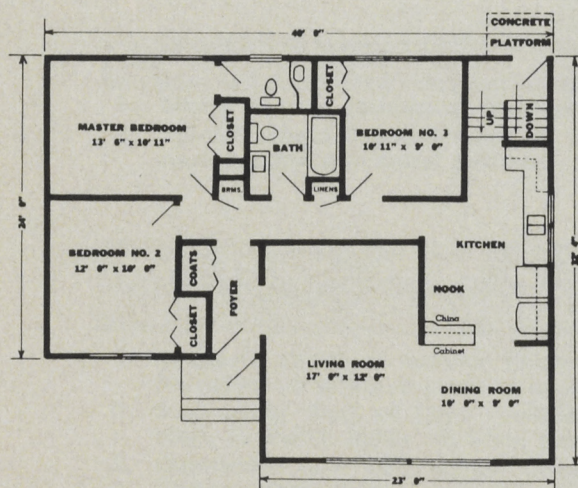 CONCRETE
PLATFORM
40' 0"
CLOSET
UP
DOWN
MASTER BEDROOM
13' 6" x 10' 11"
CLOSET
BATH
BEDROOM NO. 3
10' 11" x 9' 0"
BRMS.
LINENS
24' 0"
BEDROOM NO. 2
12' 0" x 10' 0"
COATS
FOYER
CLOSET
KITCHEN
NOOK
China
Cabinet
LIVING ROOM
17' 0" x 12' 0"
DINING ROOM
10' 0" x 9' 0"
23' 0"